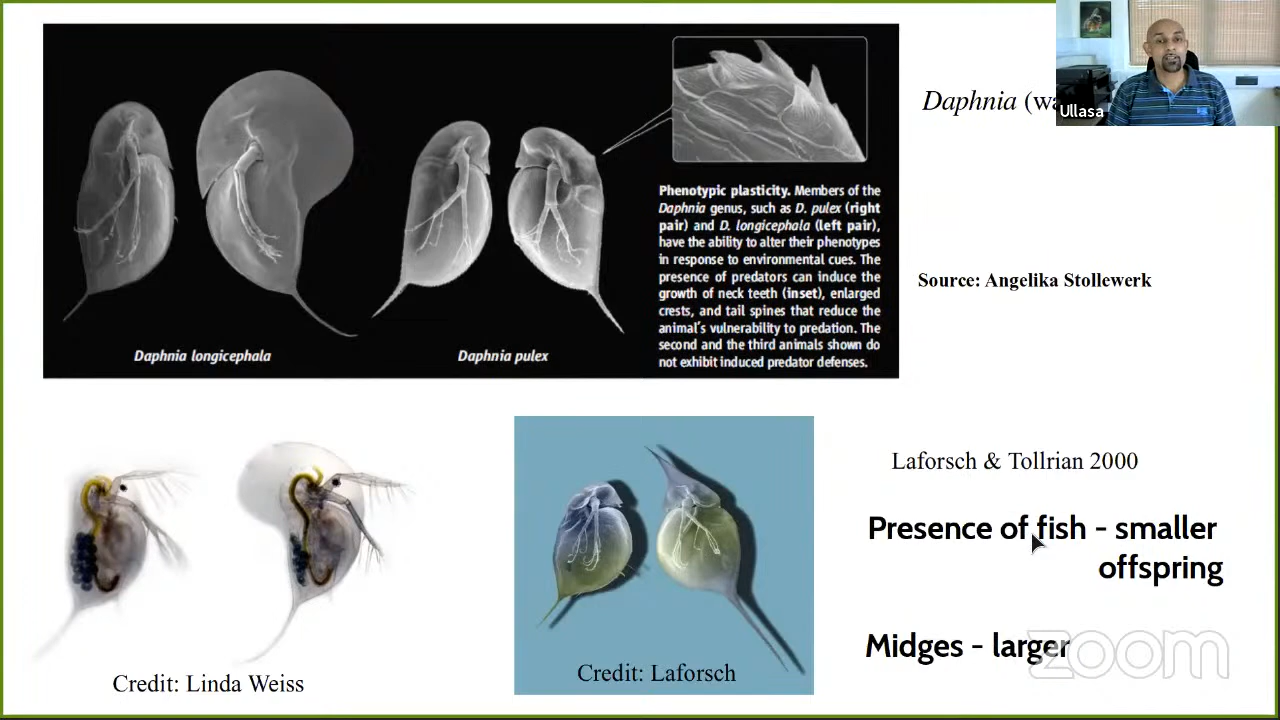 Daphnia (wa
Ullasa
Phenotypic plasticity. Members of the
Daphnia genus, such as D. pulex (right
pair) and D. longicephala (left pair),
have the ability to alter their phenotypes
in response to environmental cues. The
presence of predators can induce the
growth of neck teeth (inset), enlarged
crests, and tail spines that reduce the
animal's vulnerability to predation. The
second and the third animals shown do
not exhibit induced predator defenses.
Daphnia longicephala
Daphnia pulex
Source: Angelika Stollewerk
Laforsch & Tollrian 2000
Presence of fish - smaller
offspring
Midges - larger
zoom
Credit: Linda Weiss
Credit: Laforsch